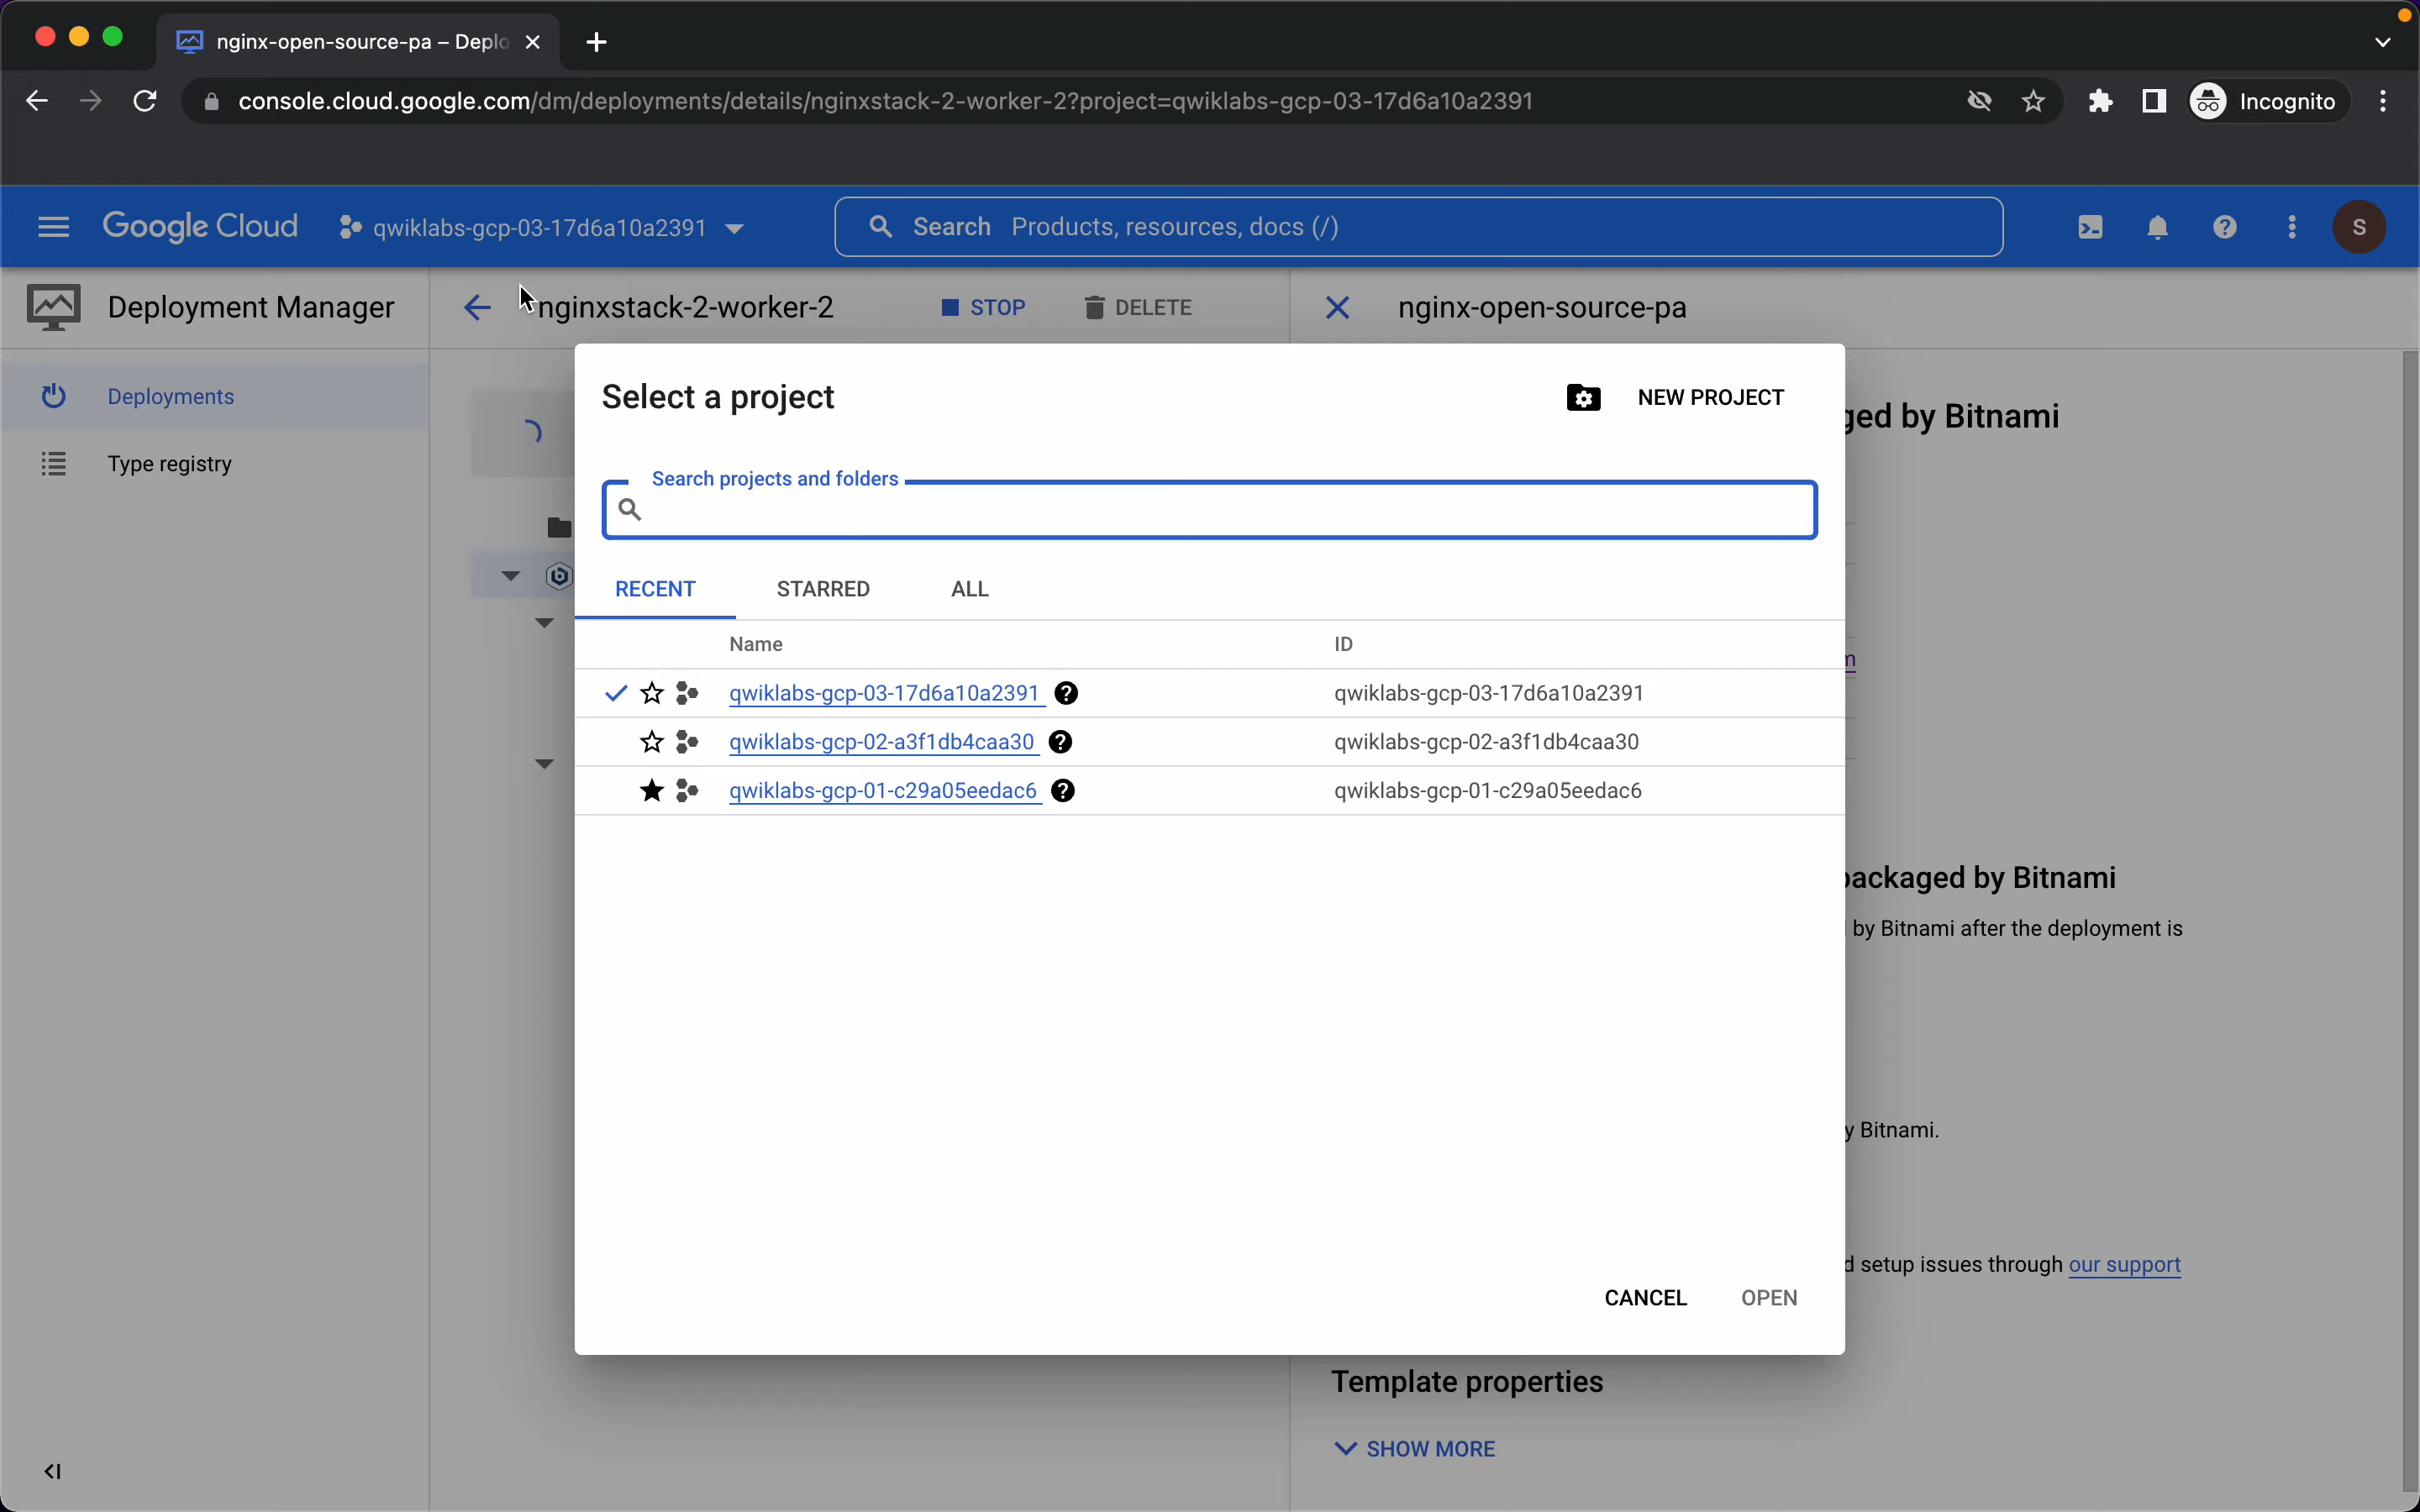 nginx-open-source-pa – Deplo
console.cloud.google.com/dm/deployments/details/nginxstack-2-worker-2?project=qwiklabs-gcp-03-17d6a10a2391
Incognito
Google Cloud
qwiklabs-gcp-03-17d6a10a2391
Search Products, resources, docs (/)
S
Deployment Manager
nginxstack-2-worker-2
STOP
DELETE
nginx-open-source-pa
Deployments
Type registry
Select a project
NEW PROJECT
ged by Bitnami
Search projects and folders
RECENT
STARRED
ALL
Name
ID
qwiklabs-gcp-03-17d6a10a2391
qwiklabs-gcp-03-17d6a10a2391
qwiklabs-gcp-02-a3f1db4caa30
qwiklabs-gcp-02-a3f1db4caa30
qwiklabs-gcp-01-c29a05eedac6
qwiklabs-gcp-01-c29a05eedac6
packaged by Bitnami
by Bitnami after the deployment is
y Bitnami.
d setup issues through our support
CANCEL
OPEN
Template properties
SHOW MORE